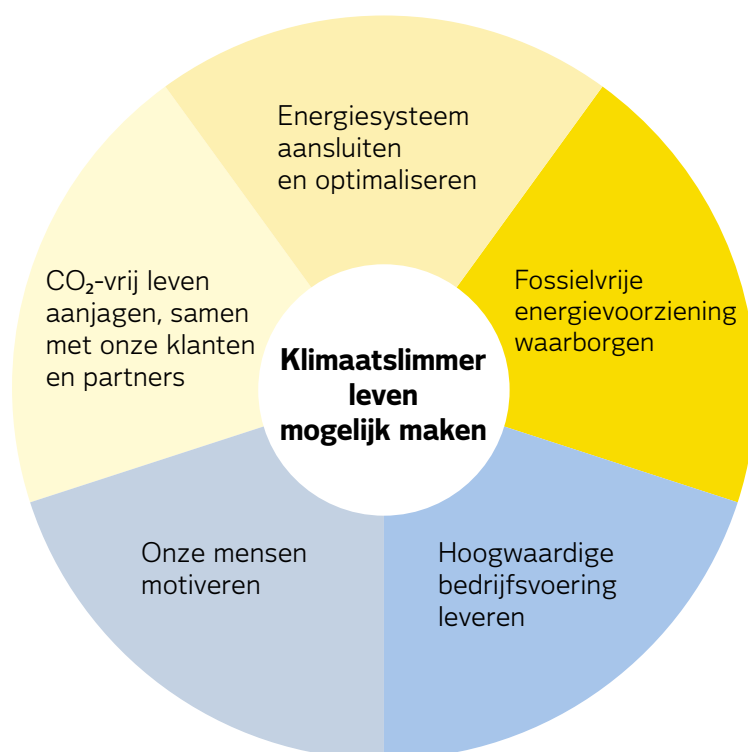 Energiesysteem
aansluiten
en optimaliseren
Fossielvrije
energievoorziening
waarborgen
Hoogwaardige
bedrijfsvoering
leveren
Onze mensen
motiveren
CO₂-vrij leven
aanjagen, samen
met onze klanten
en partners
Klimaatslimmer
leven
mogelijk maken